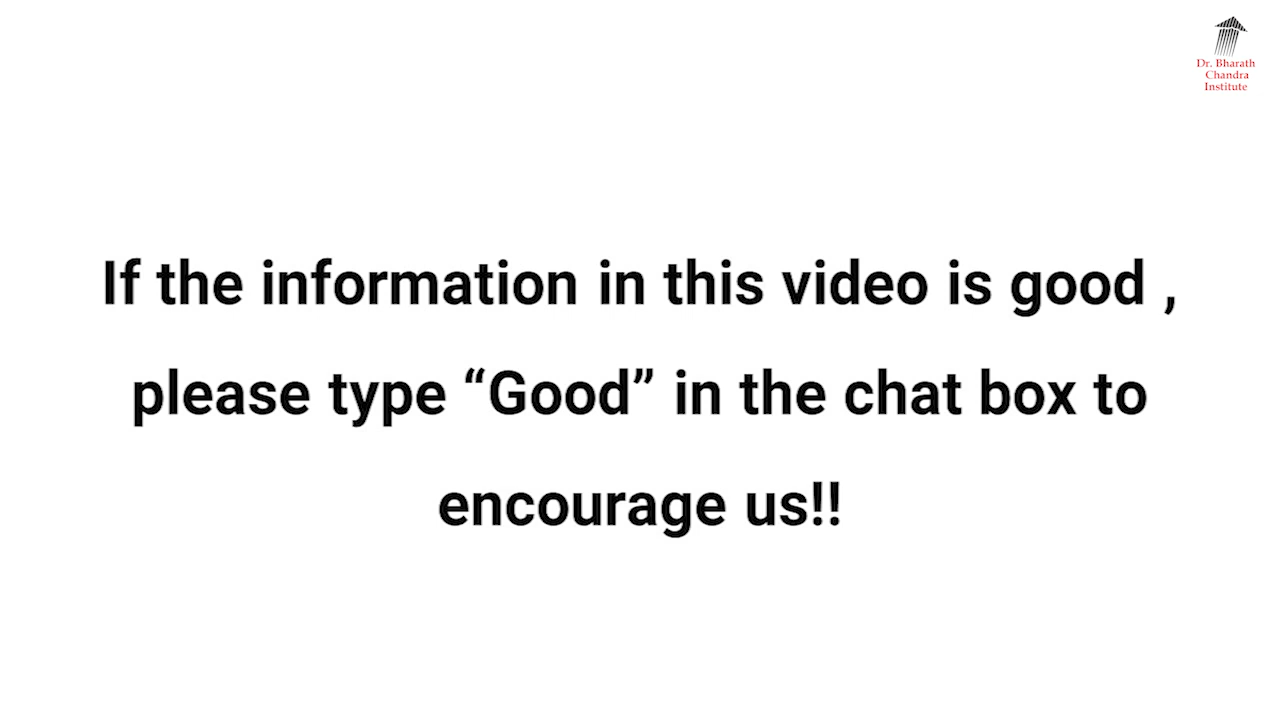 Dr. Bharath
Chandra
Institute
If the information in this video is good ,
please type “Good” in the chat box to
encourage us!!